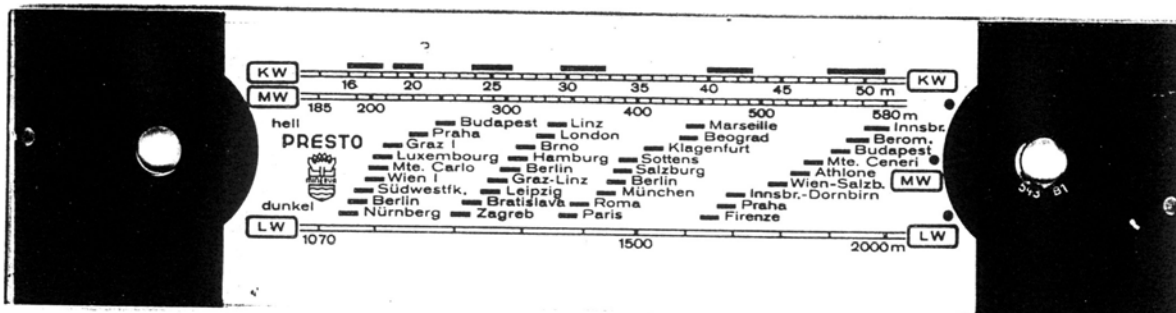 KW 16 20 25 30 35 40 45 50 m KW
MW 185 200 300 400 500 580 m
hell
PRESTO
dunkel
Budapest Linz Marseille Innsbr.
Praha London Beograd Berom.
Graz I Brno Klagenfurt Budapest
Luxembourg Hamburg Sottens Mte. Ceneri
Mte. Carlo Berlin Salzburg Athlone
Wien I Graz-Linz Berlin Wien-Salzb. MW
Südwestfk. Leipzig München Innsbr.-Dornbirn
Berlin Bratislava Roma Praha
Nürnberg Zagreb Paris Firenze
LW 1070 1500 2000 m LW
543 B1